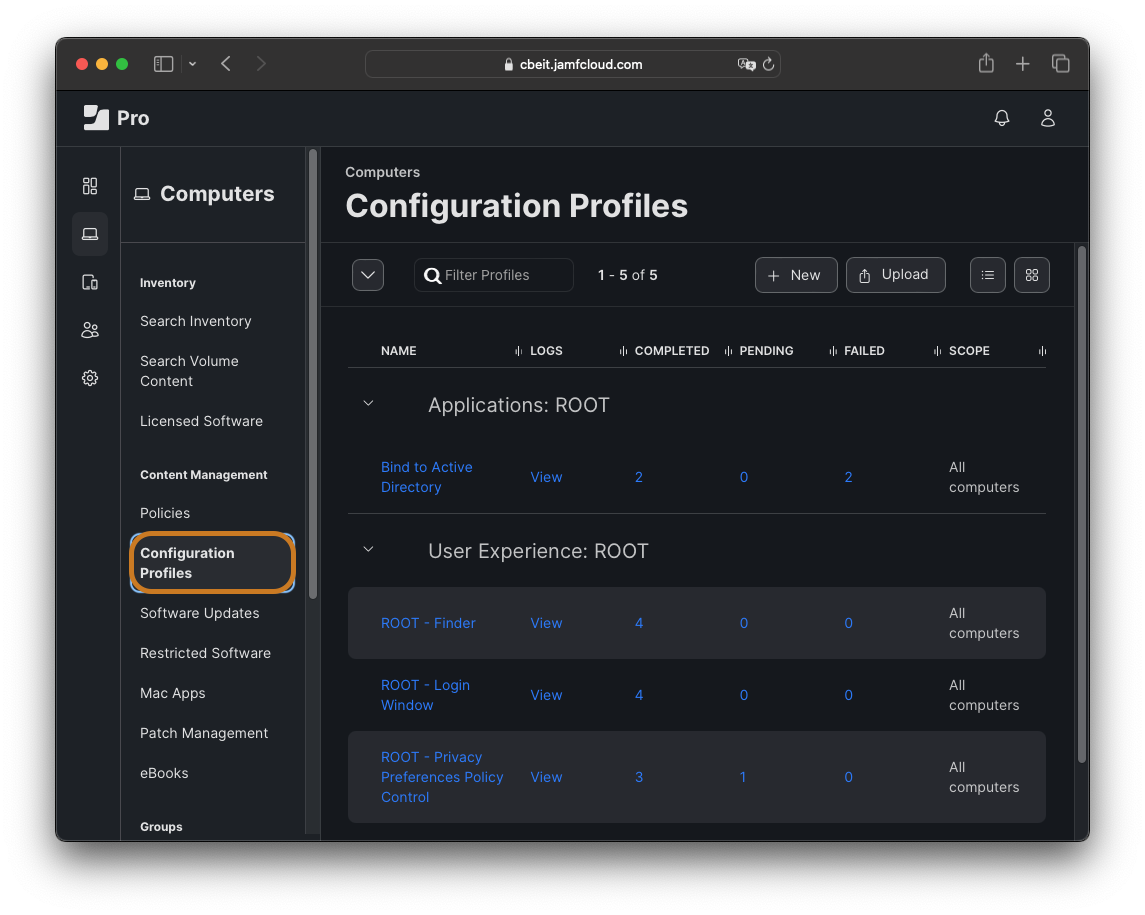 cbeit.jamfcloud.com
Pro
Computers
Inventory
Search Inventory
Search Volume
Content
Licensed Software
Content Management
Policies
Configuration
Profiles
Software Updates
Restricted Software
Mac Apps
Patch Management
eBooks
Groups
Computers
Configuration Profiles
Filter Profiles
1 - 5 of 5
New
Upload
NAME LOGS COMPLETED PENDING FAILED SCOPE
Applications: ROOT
Bind to Active
Directory
View 2 0 2
All
computers
User Experience: ROOT
ROOT - Finder View 4 0 0
All
computers
ROOT - Login
Window
View 4 0 0
All
computers
ROOT - Privacy
Preferences Policy
Control
View 3 1 0
All
computers